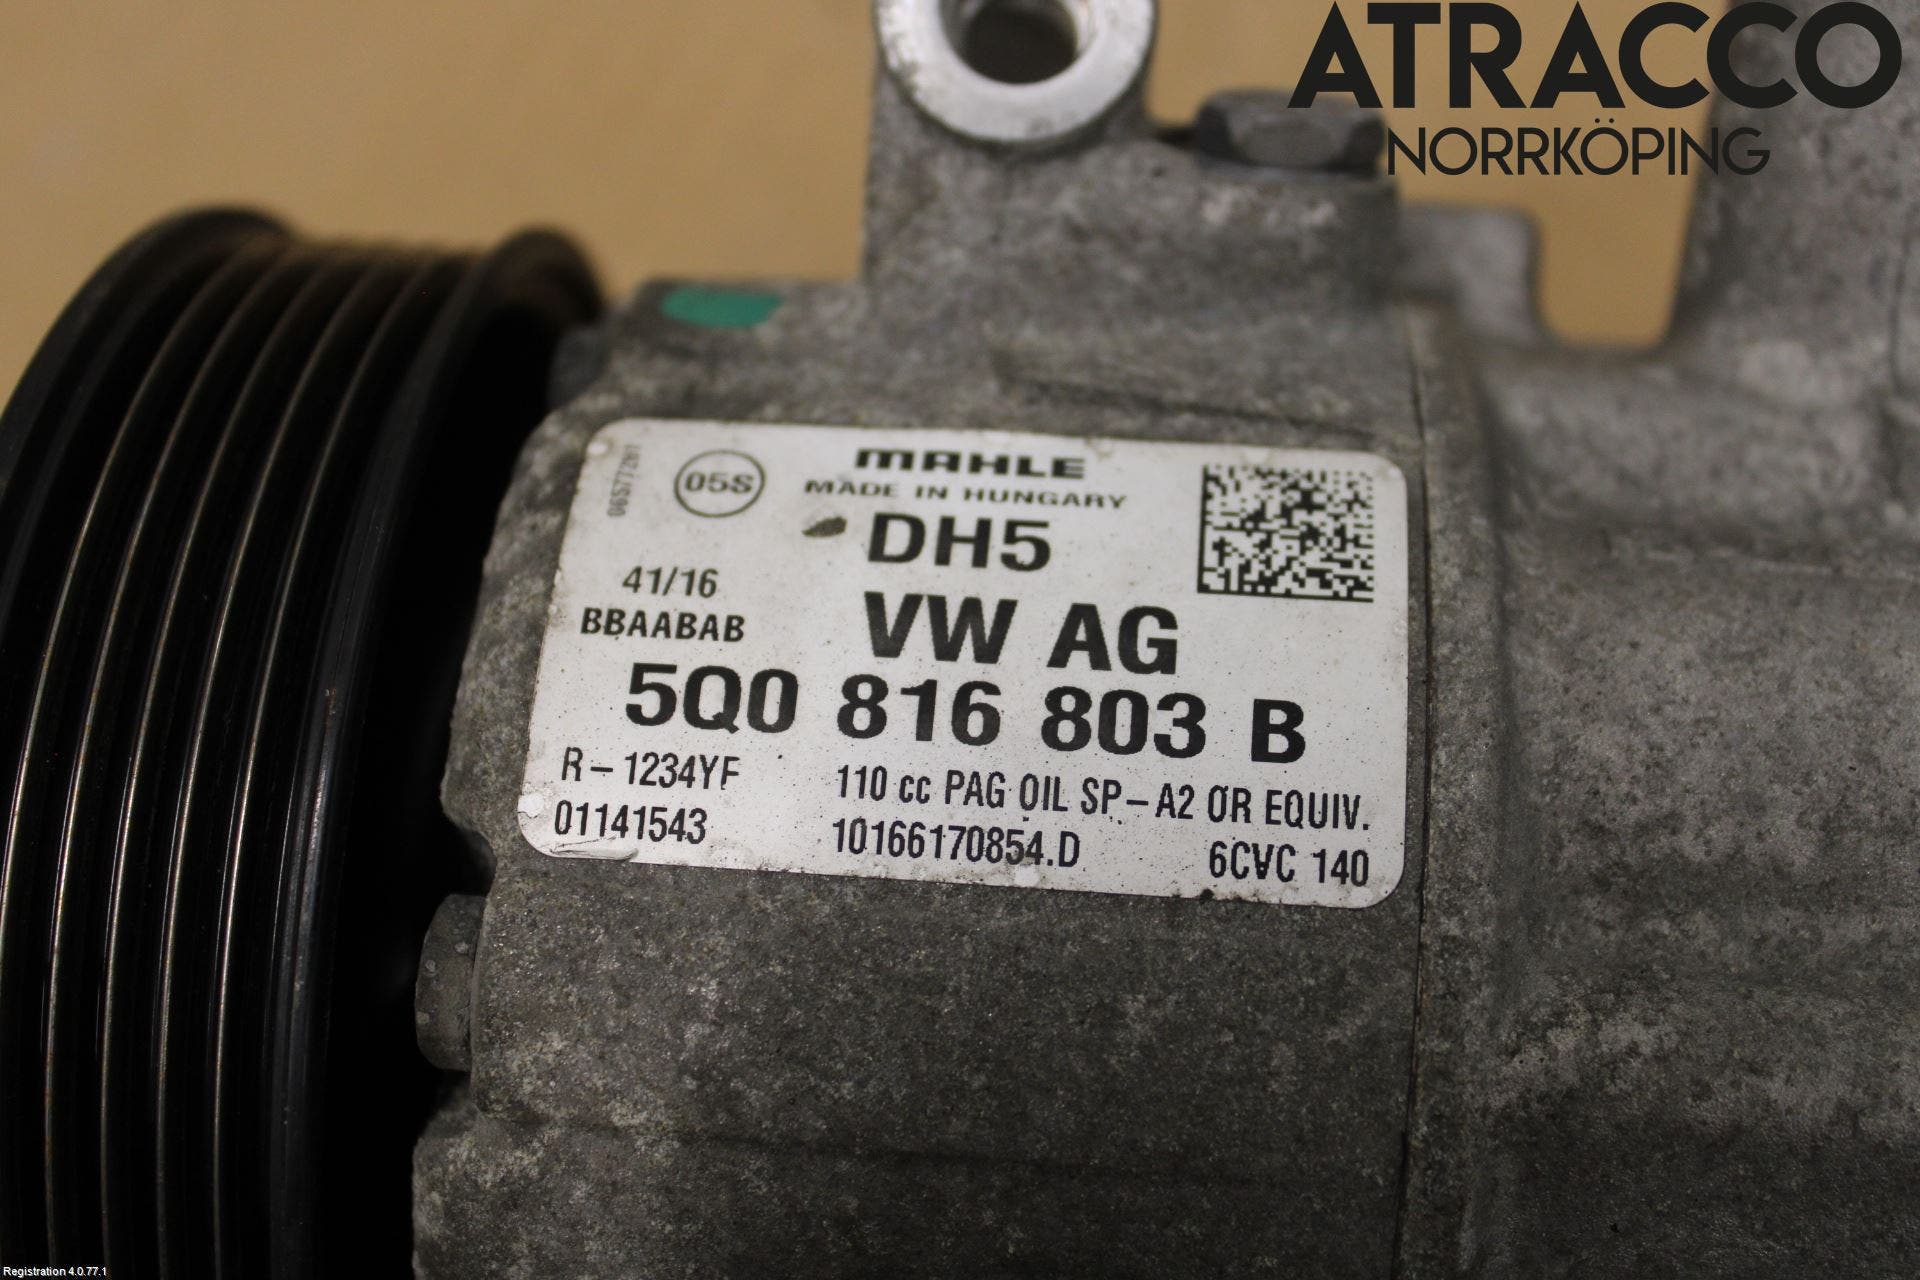 ATRACCO
NORRKÖPING
05S
MAHLE
MADE IN HUNGARY
DH5
41/16
BBAABAB
VW AG
5Q0 816 803 B
R-1234YF
110 cc PAG OIL SP-A2 OR EQUIV.
01141543
10166170854.D
6CVC 140
Registration 4.0.77.1